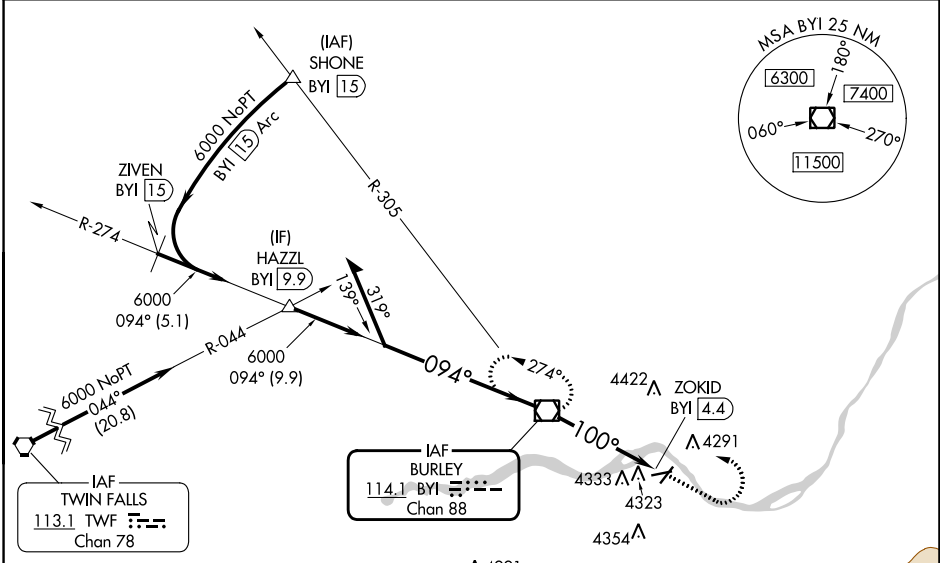 (IAF)
SHONE
BYI 15
6000 NoPT
BYI 15 Arc
ZIVEN
BYI 15
R-274
R-305
(IF)
HAZZL
BYI 9.9
139°
319°
6000
094° (5.1)
R-044
6000
094° (9.9)
6000 NoPT
044°
(20.8)
094°
274°
100°
4422
ZOKID
BYI 4.4
4291
4333
4323
4354
IAF
TWIN FALLS
113.1 TWF
Chan 78
IAF
BURLEY
114.1 BYI
Chan 88
MSA BYI 25 NM
180°
6300
7400
060°
270°
11500